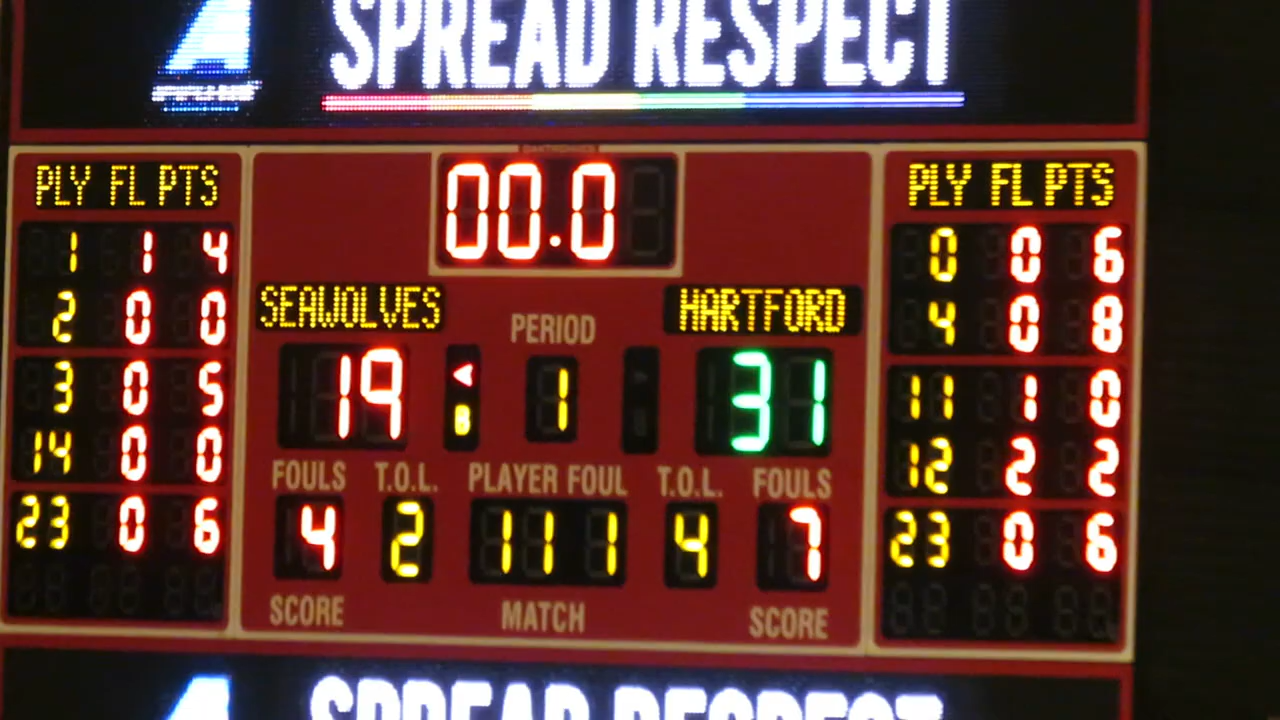 SPREAD RESPECT
PLY FL PTS
00.0
PLY FL PTS
1 1 4
2 0 0
3 0 5
14 0 0
23 0 6
SEAWOLVES
PERIOD
HARTFORD
19
1
31
FOULS T.O.L. PLAYER FOUL T.O.L. FOULS
4 2 11 1 4 7
SCORE MATCH SCORE
0 0 6
4 0 8
11 1 0
12 2 2
23 0 6
SPREAD RESPECT